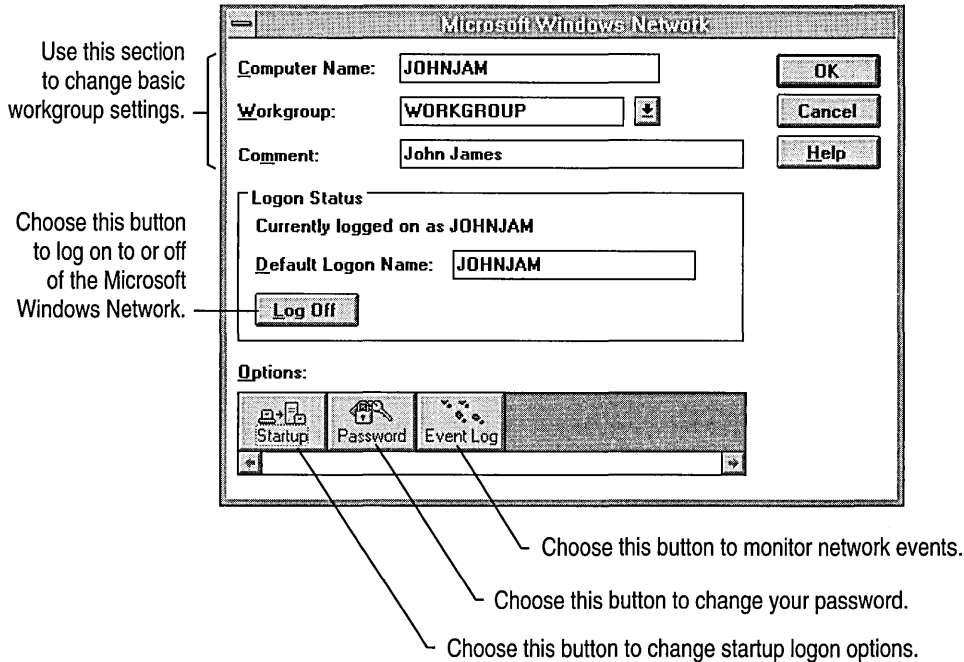 Microsoft Windows Network
Use this section
to change basic
workgroup settings.
Computer Name: JOHNJAM
Workgroup: WORKGROUP
Comment: John James
OK
Cancel
Help
Choose this button
to log on to or off
of the Microsoft
Windows Network.
Logon Status
Currently logged on as JOHNJAM
Default Logon Name: JOHNJAM
Log Off
Options:
Startup Password Event Log
Choose this button to monitor network events.
Choose this button to change your password.
Choose this button to change startup logon options.